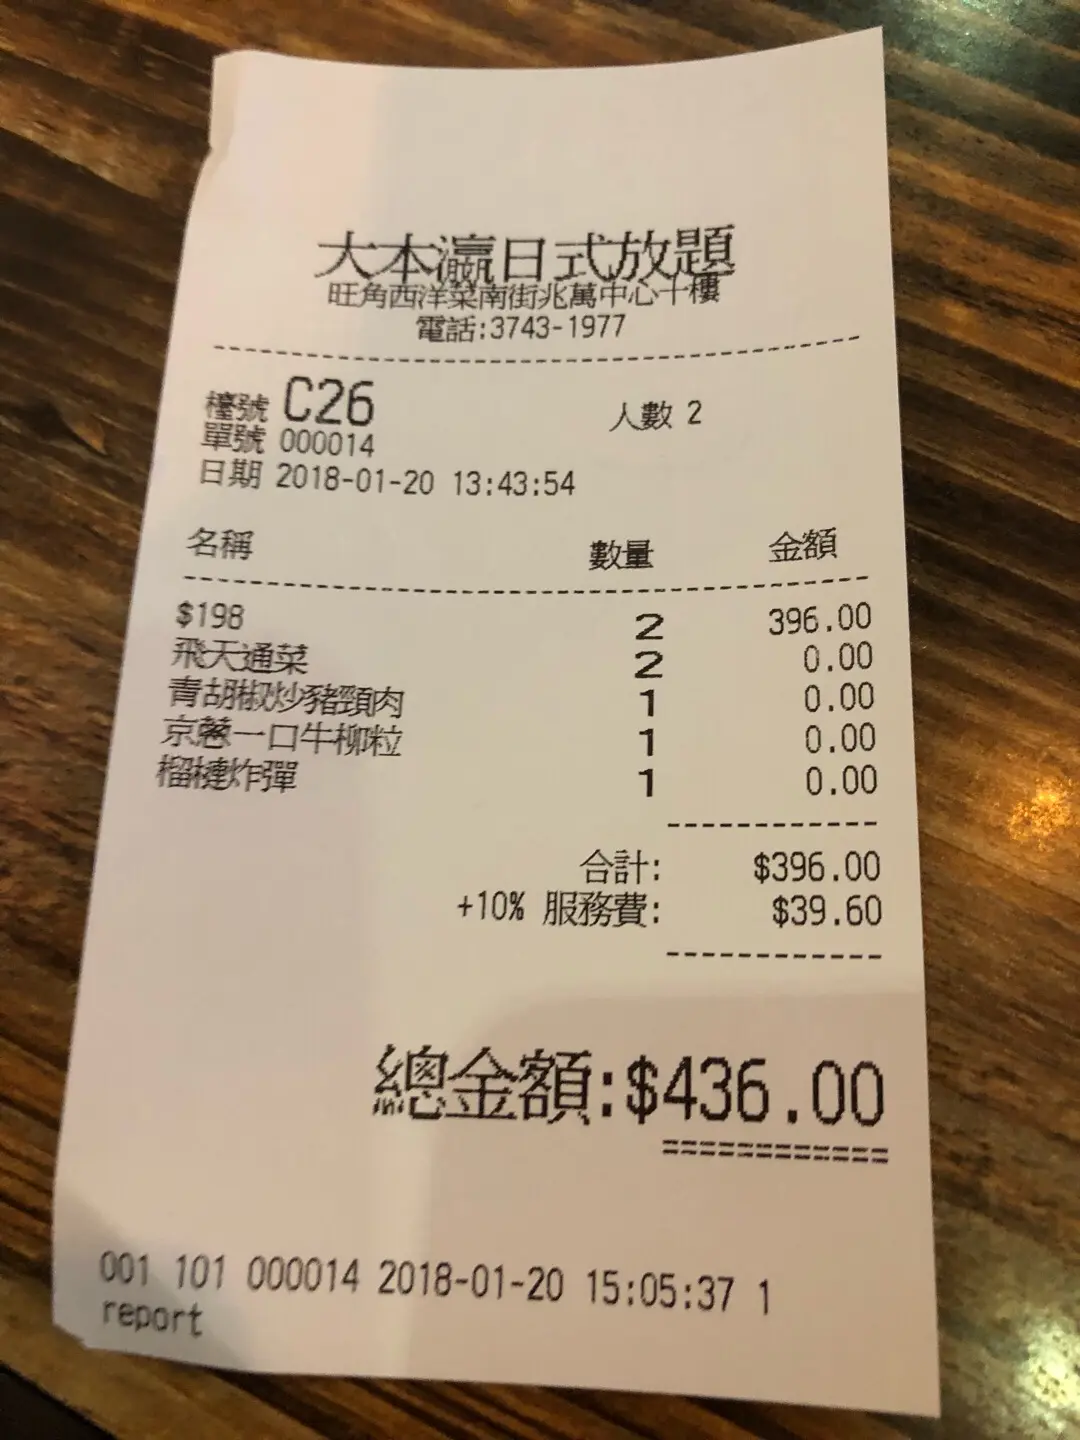 大本瀛日式放題
旺角西洋菜南街兆萬中心十樓
電話:3743-1977
檯號 C26 人數 2
單號 000014
日期 2018-01-20 13:43:54
名稱 數量 金額
$198 2 396.00
飛天通菜 2 0.00
青胡椒炒豬頸肉 1 0.00
京蔥一口牛柳粒 1 0.00
榴槤炸彈 1 0.00
合計: $396.00
+10% 服務費: $39.60
總金額:$436.00
============
001 101 000014 2018-01-20 15:05:37 1
report